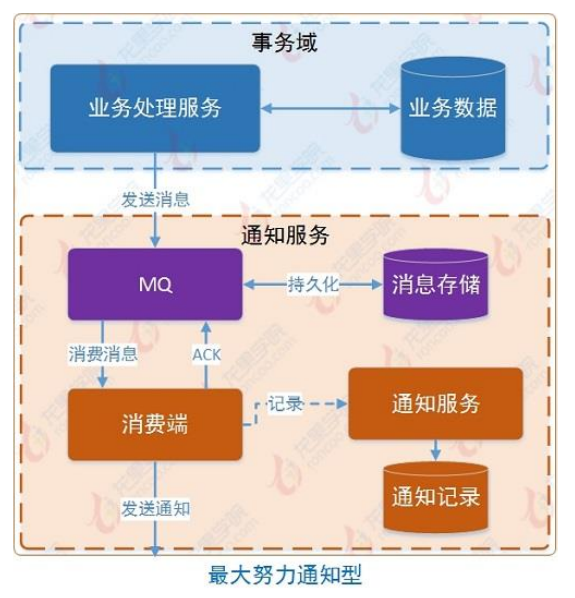 事务域
业务处理服务
业务数据
发送消息
通知服务
MQ
持久化
消息存储
消费消息
ACK
消费端
记录
通知服务
发送通知
通知记录
最大努力通知型